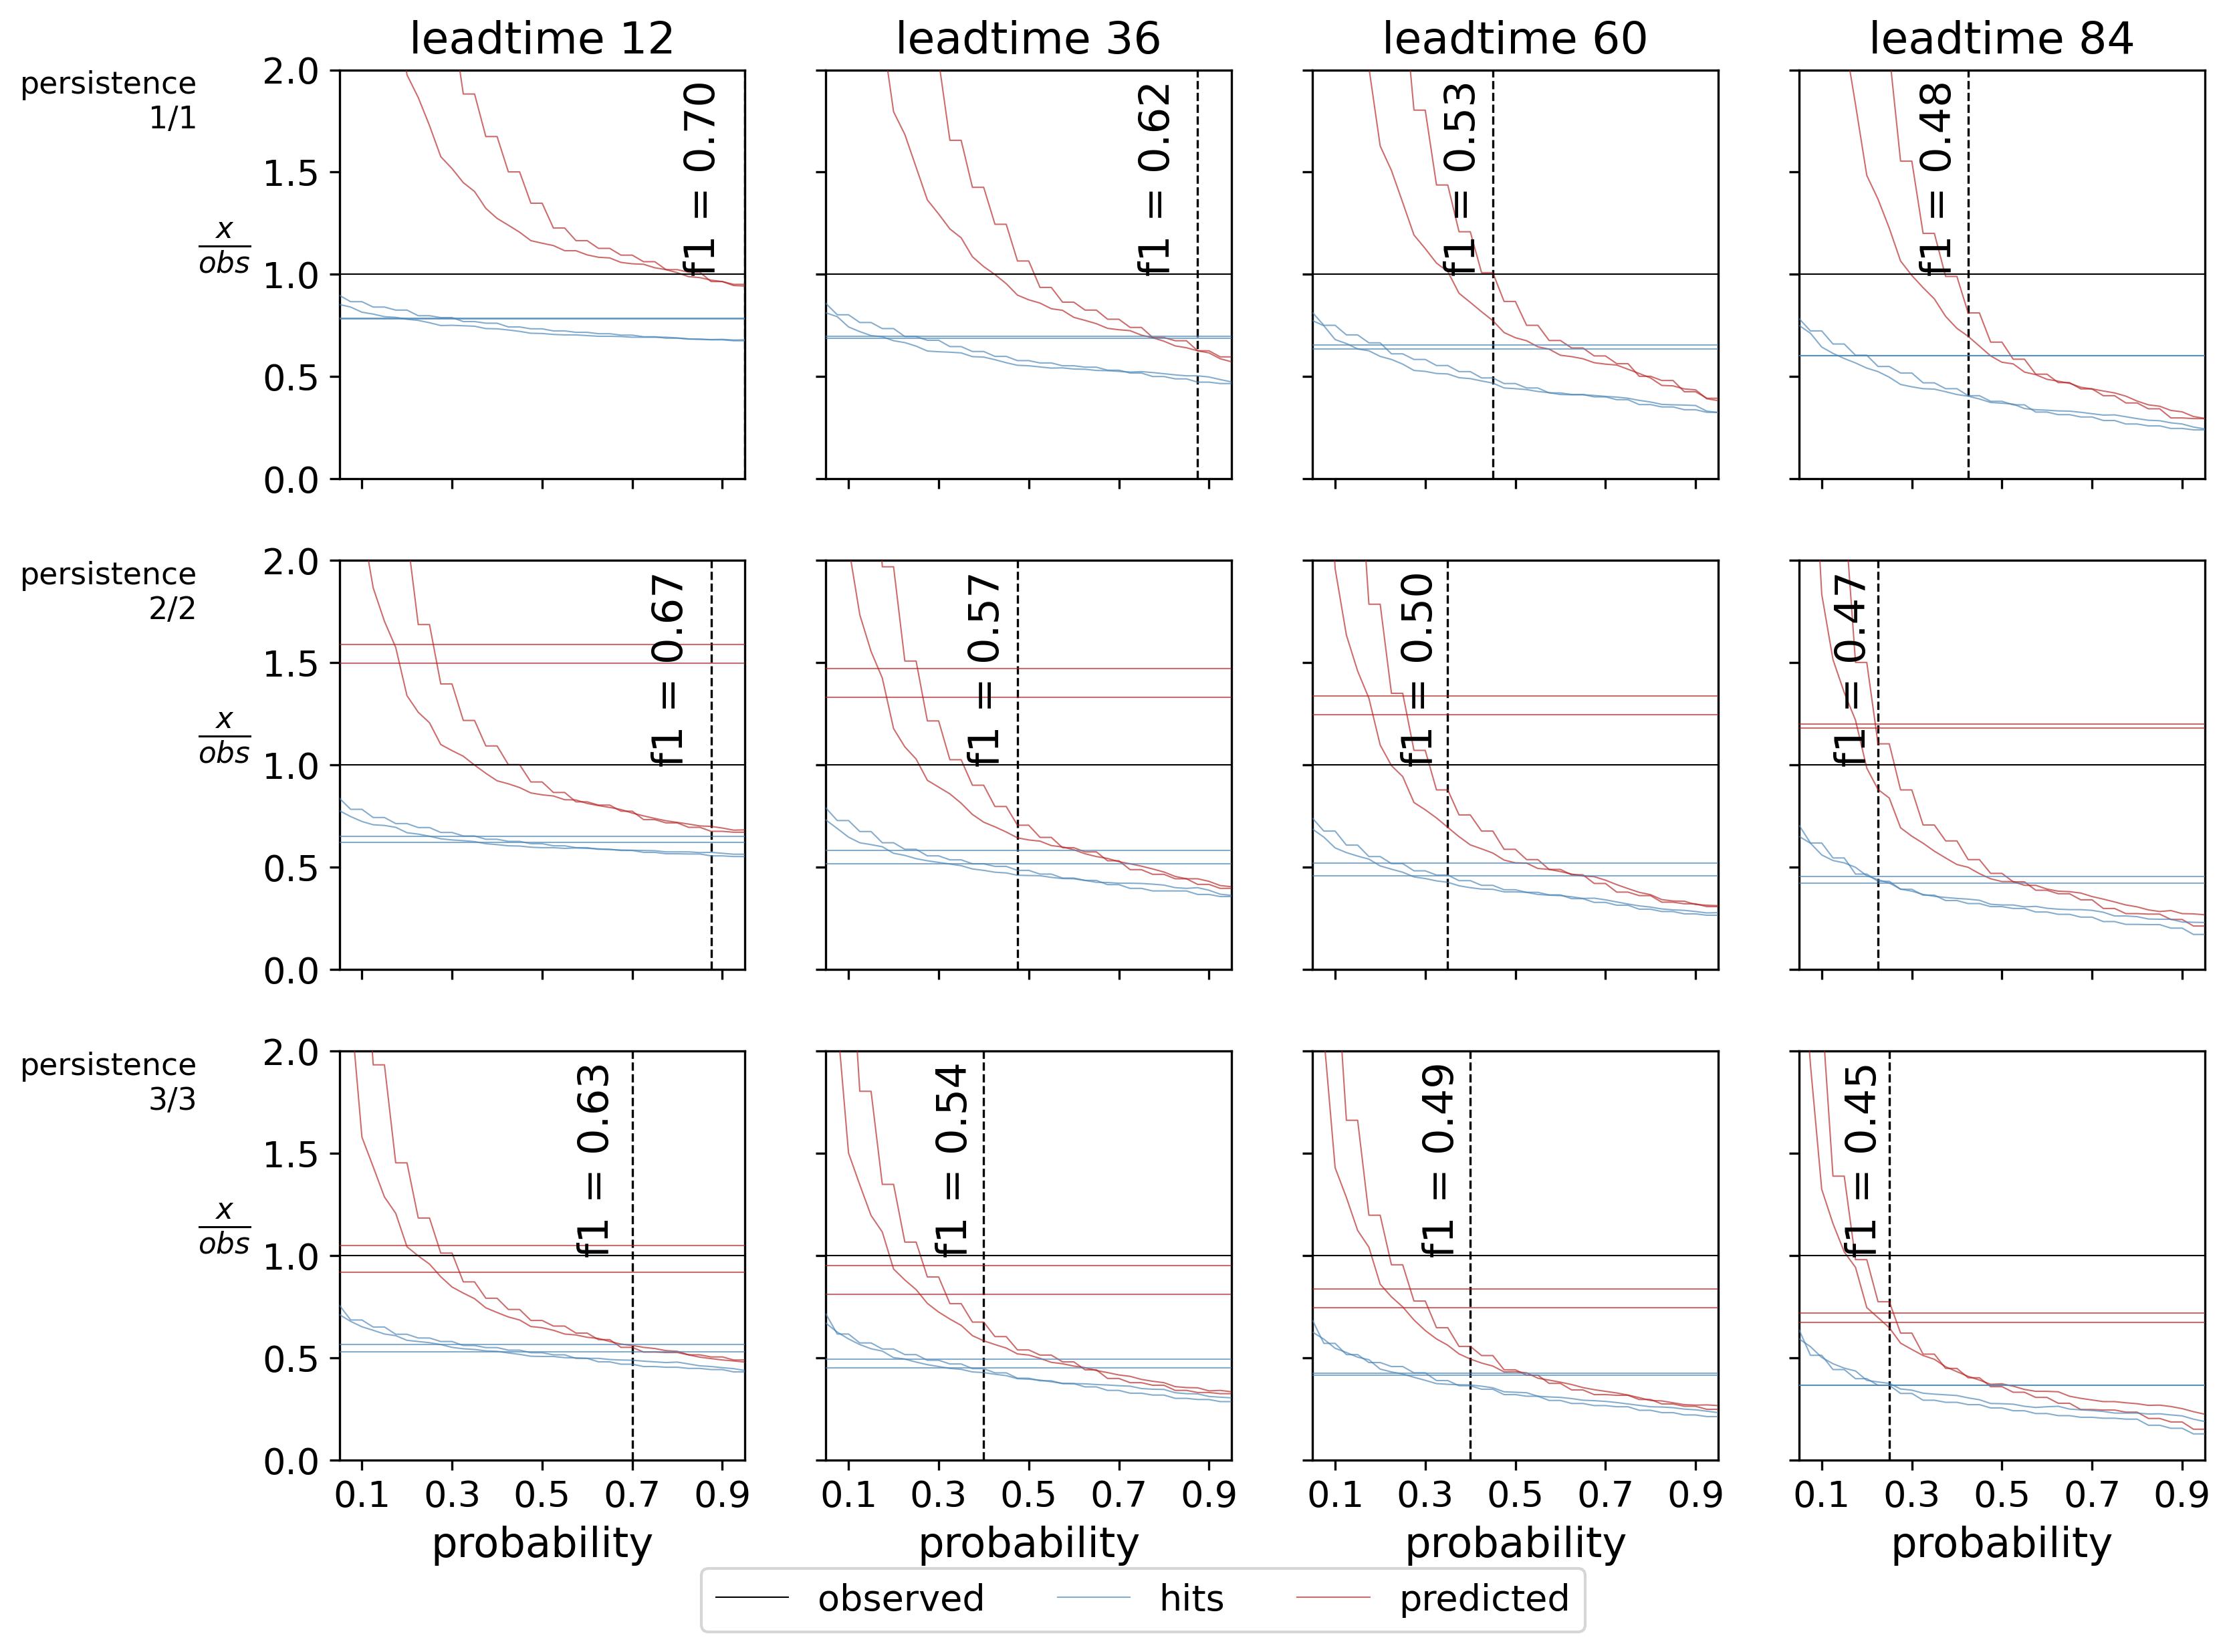 leadtime 12
leadtime 36
leadtime 60
leadtime 84
persistence
1/1
x
obs
2.0
1.5
1.0
0.5
0.0
f1 = 0.70
f1 = 0.62
f1 = 0.53
f1 = 0.48
persistence
2/2
x
obs
2.0
1.5
1.0
0.5
0.0
f1 = 0.67
f1 = 0.57
f1 = 0.50
f1 = 0.47
persistence
3/3
x
obs
2.0
1.5
1.0
0.5
0.0
f1 = 0.63
f1 = 0.54
f1 = 0.49
f1 = 0.45
0.1 0.3 0.5 0.7 0.9
0.1 0.3 0.5 0.7 0.9
0.1 0.3 0.5 0.7 0.9
0.1 0.3 0.5 0.7 0.9
probability
probability
probability
probability
observed
hits
predicted